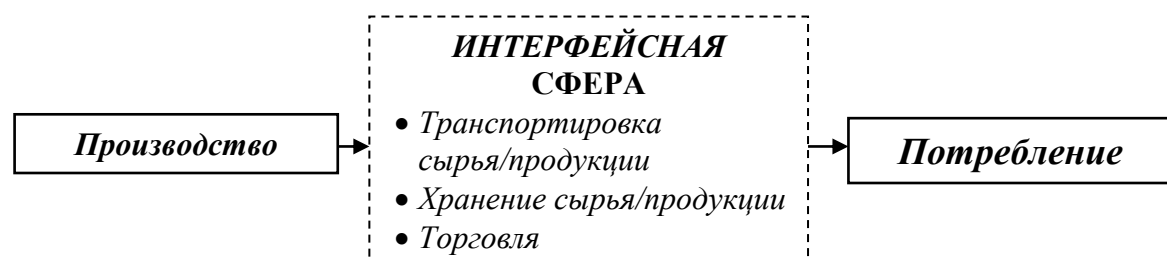 Производство
ИНТЕРФЕЙСНАЯ
СФЕРА
• Транспортировка
сырья/продукции
• Хранение сырья/продукции
• Торговля
Потребление